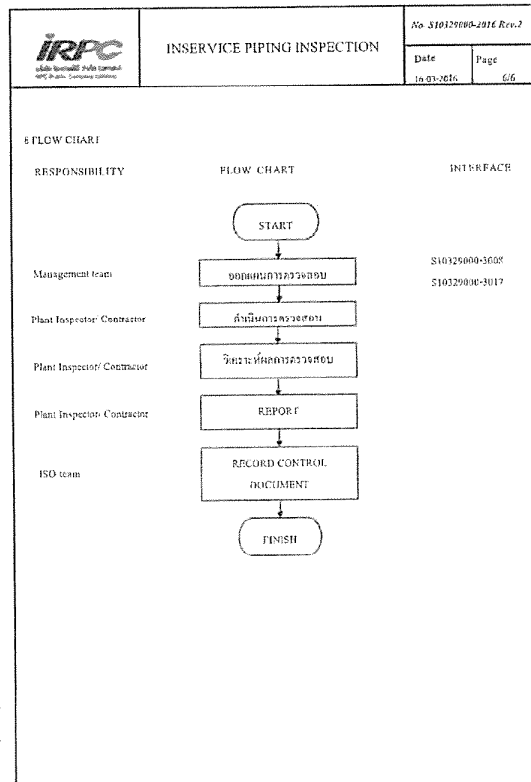 IRPC
INSERVICE PIPING INSPECTION
No. S10329000-2016 Rev.2
Date
Page
16-03-2016
6/6
8 FLOW CHART
RESPONSIBILITY
FLOW CHART
INTERFACE
START
Management team
ออกแผนการตรวจสอบ
S10329000-3008
S10329000-3017
Plant Inspector/ Contractor
ดำเนินการตรวจสอบ
Plant Inspector/ Contractor
วิเคราะห์ผลการตรวจสอบ
Plant Inspector/ Contractor
REPORT
ISO team
RECORD CONTROL
DOCUMENT
FINISH